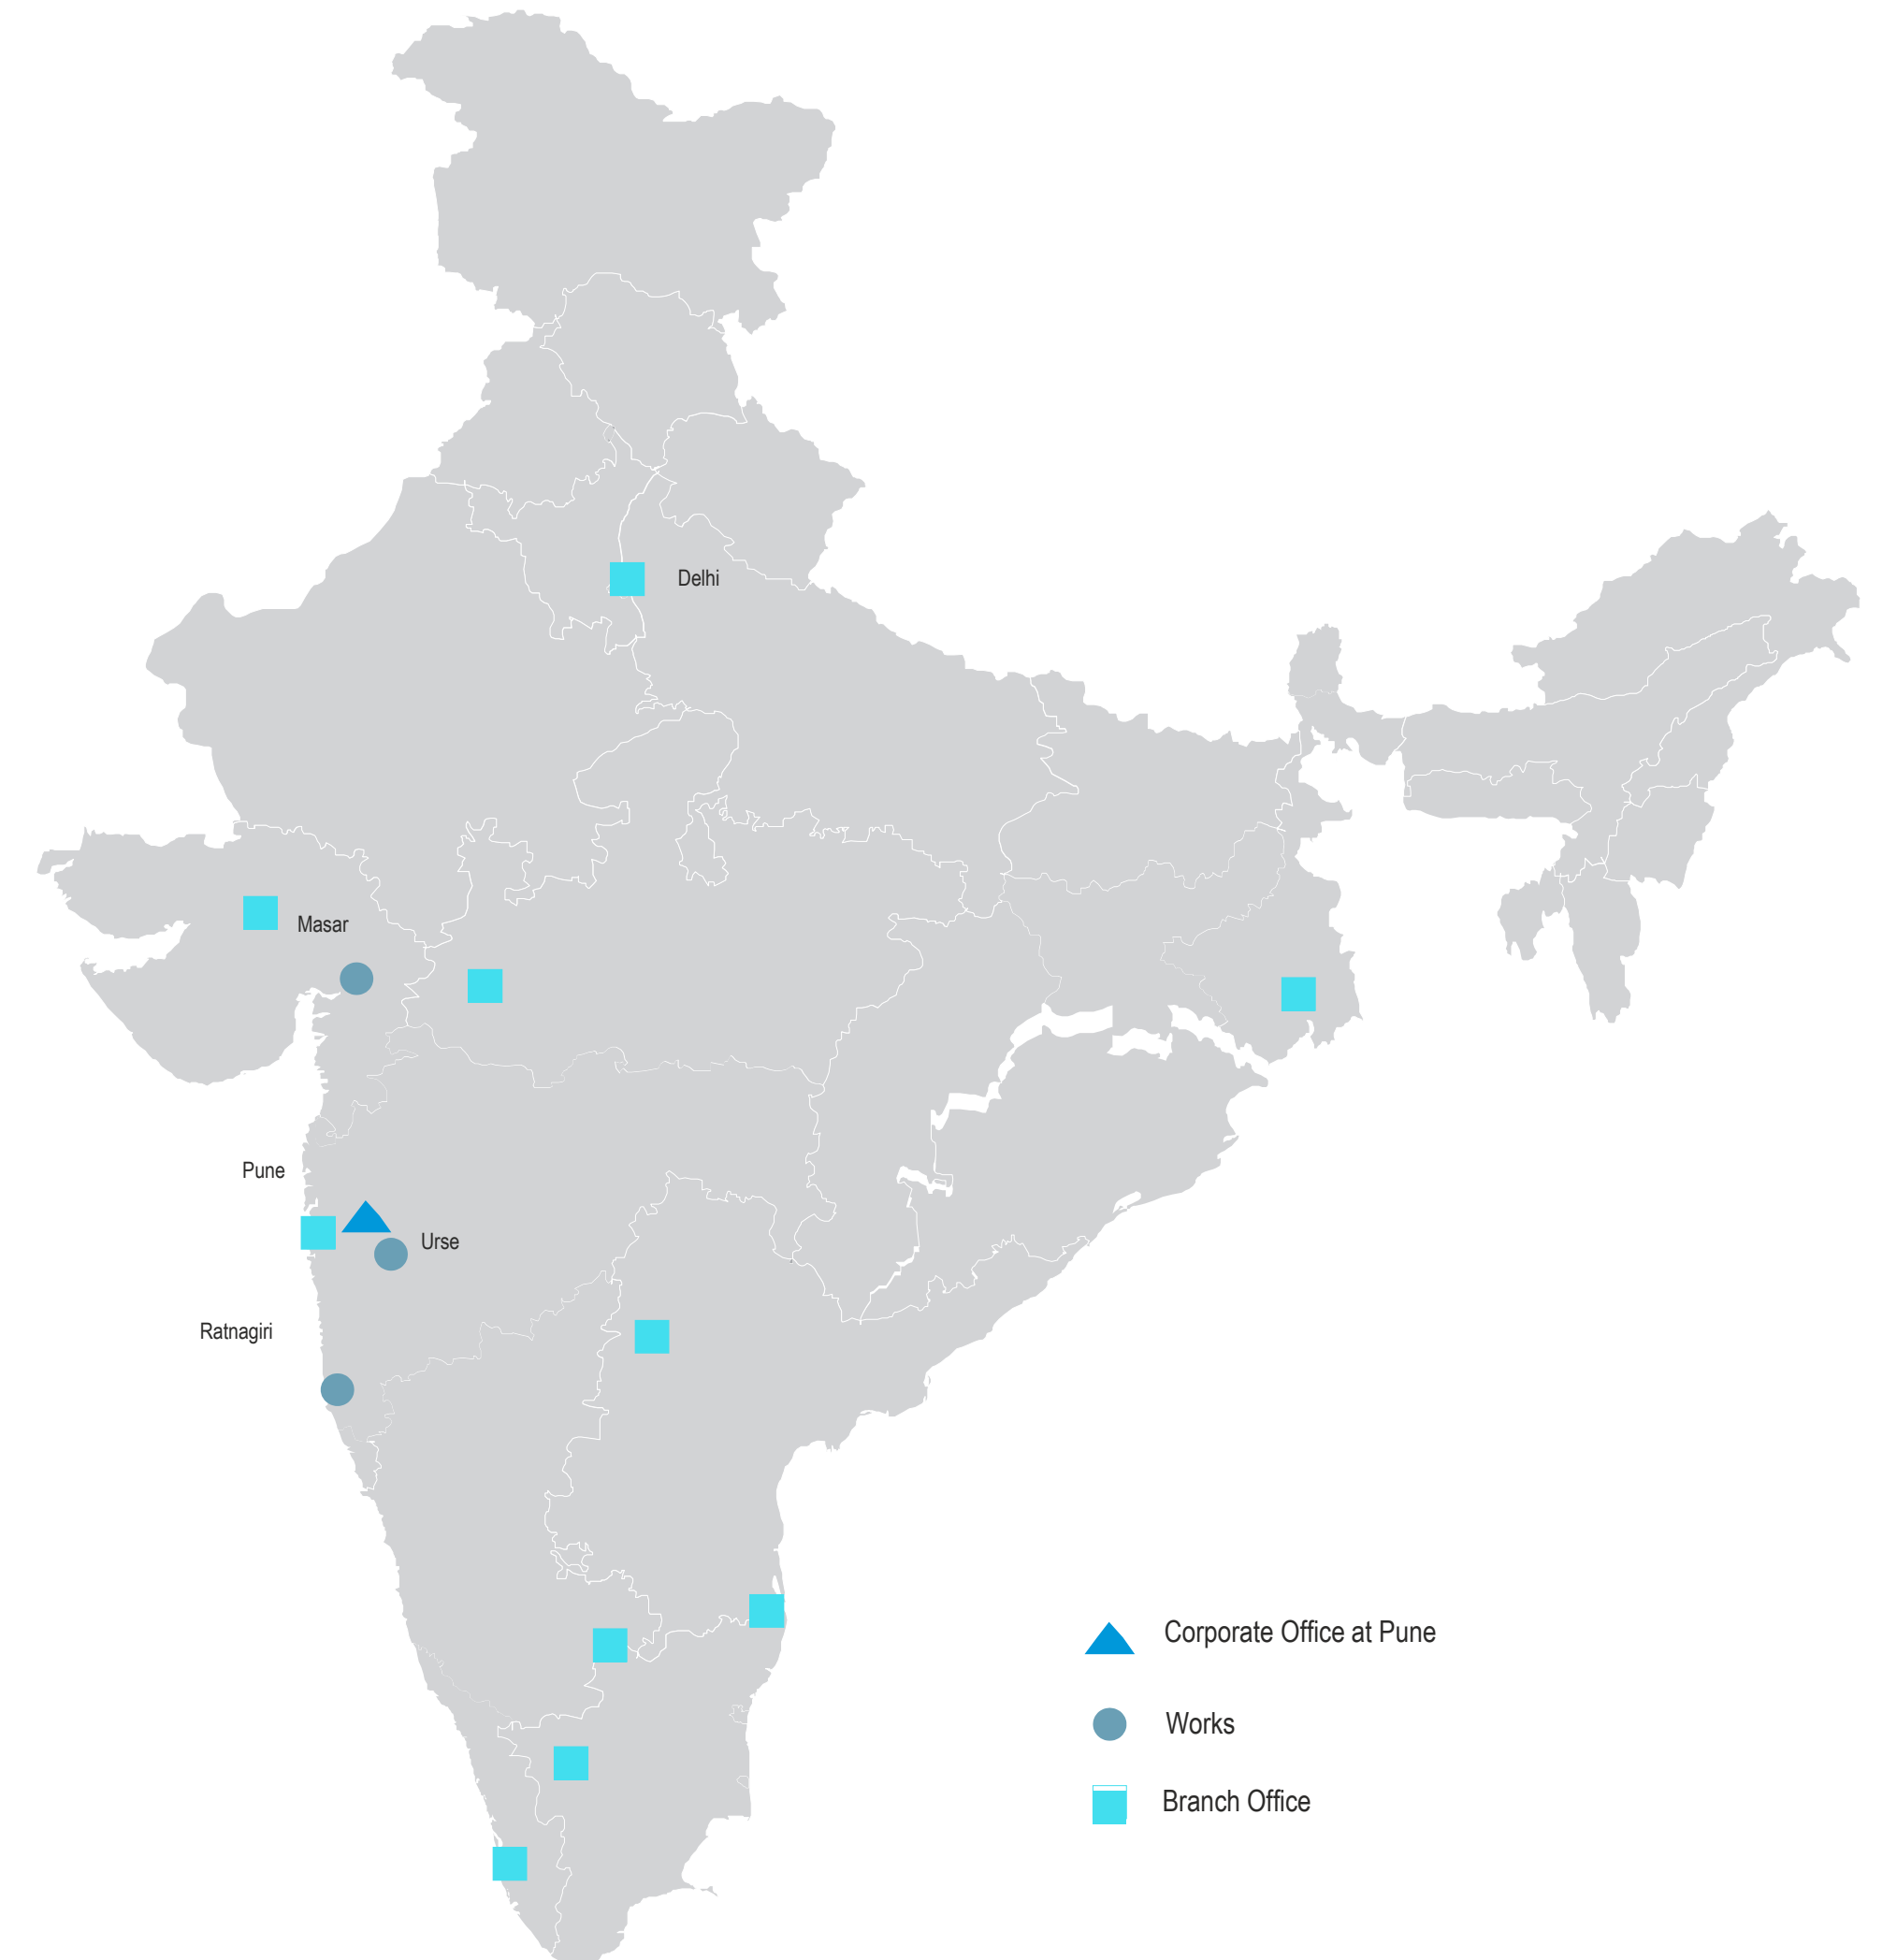 Delhi
Masar
Pune
Urse
Ratnagiri
Corporate Office at Pune
Works
Branch Office